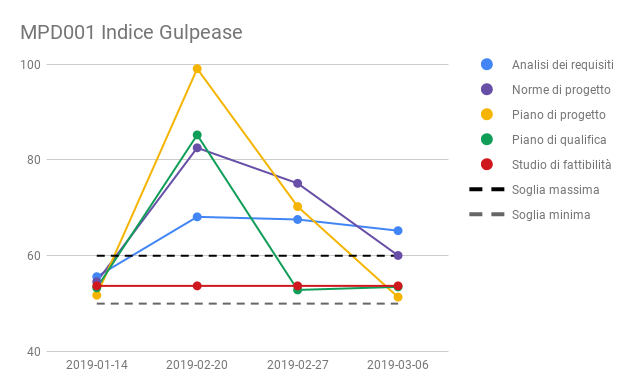 MPD001 Indice Gulpease
100
80
60
40
2019-01-14
2019-02-20
2019-02-27
2019-03-06
Analisi dei requisiti
Norme di progetto
Piano di progetto
Piano di qualifica
Studio di fattibilità
Soglia massima
Soglia minima